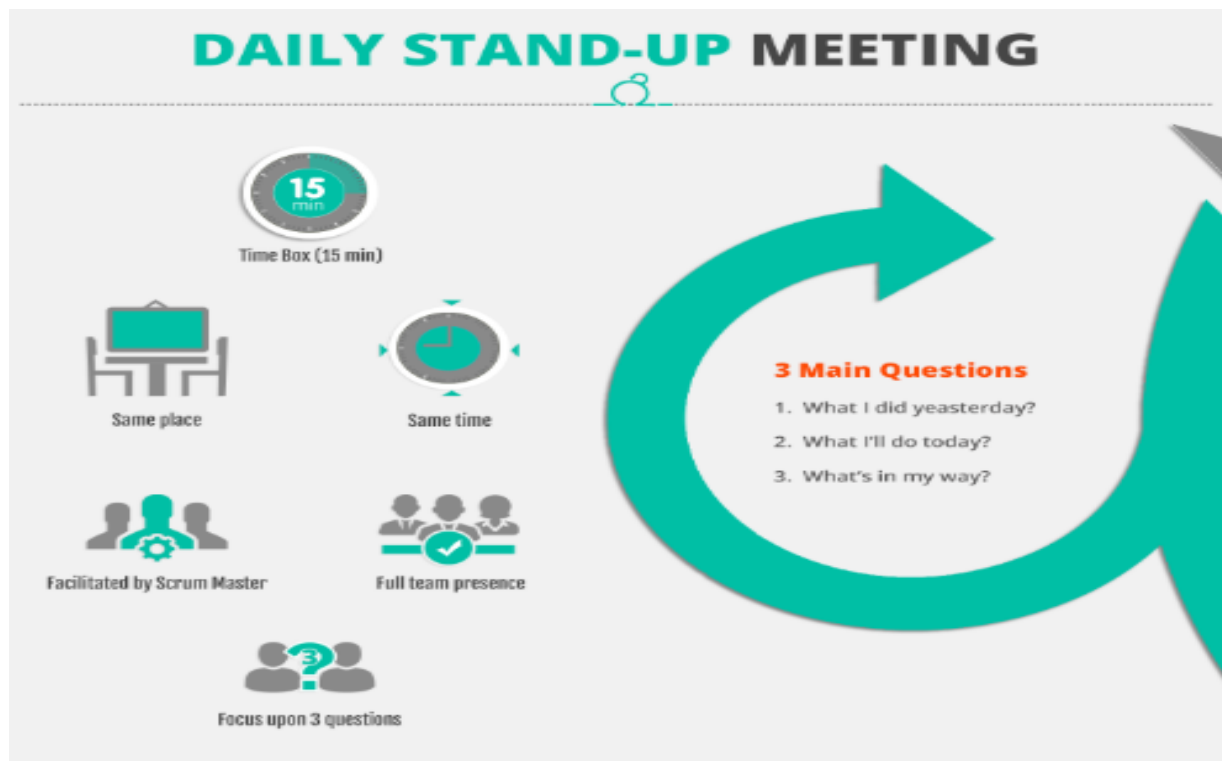 DAILY STAND-UP MEETING
15
min
Time Box (15 min)
Same place
Same time
Facilitated by Scrum Master
Full team presence
3
Focus upon 3 questions
3 Main Questions
1. What I did yeasterday?
2. What I'll do today?
3. What's in my way?